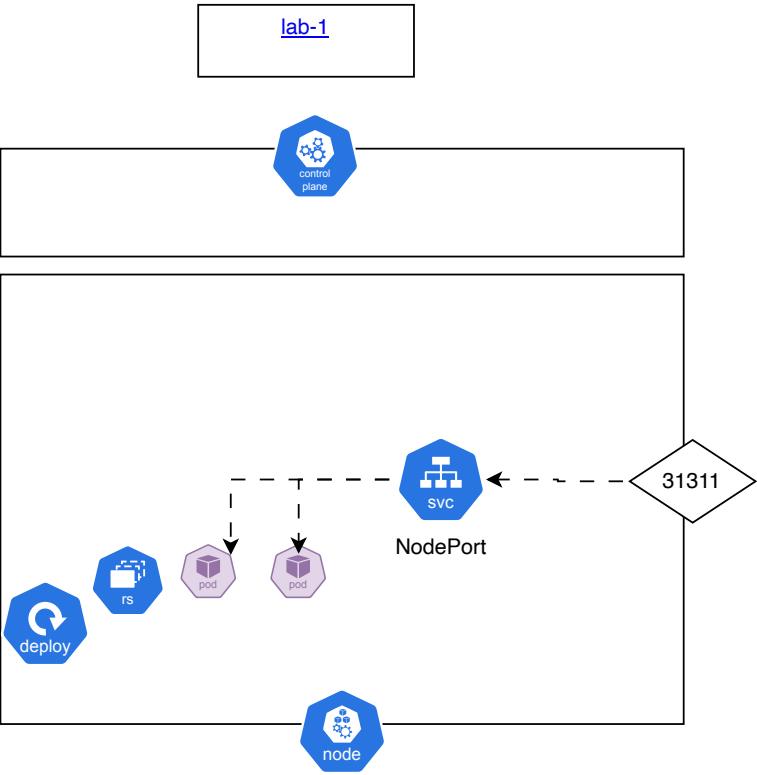 lab-1
control
plane
31311
svc
NodePort
pod
pod
rs
deploy
node